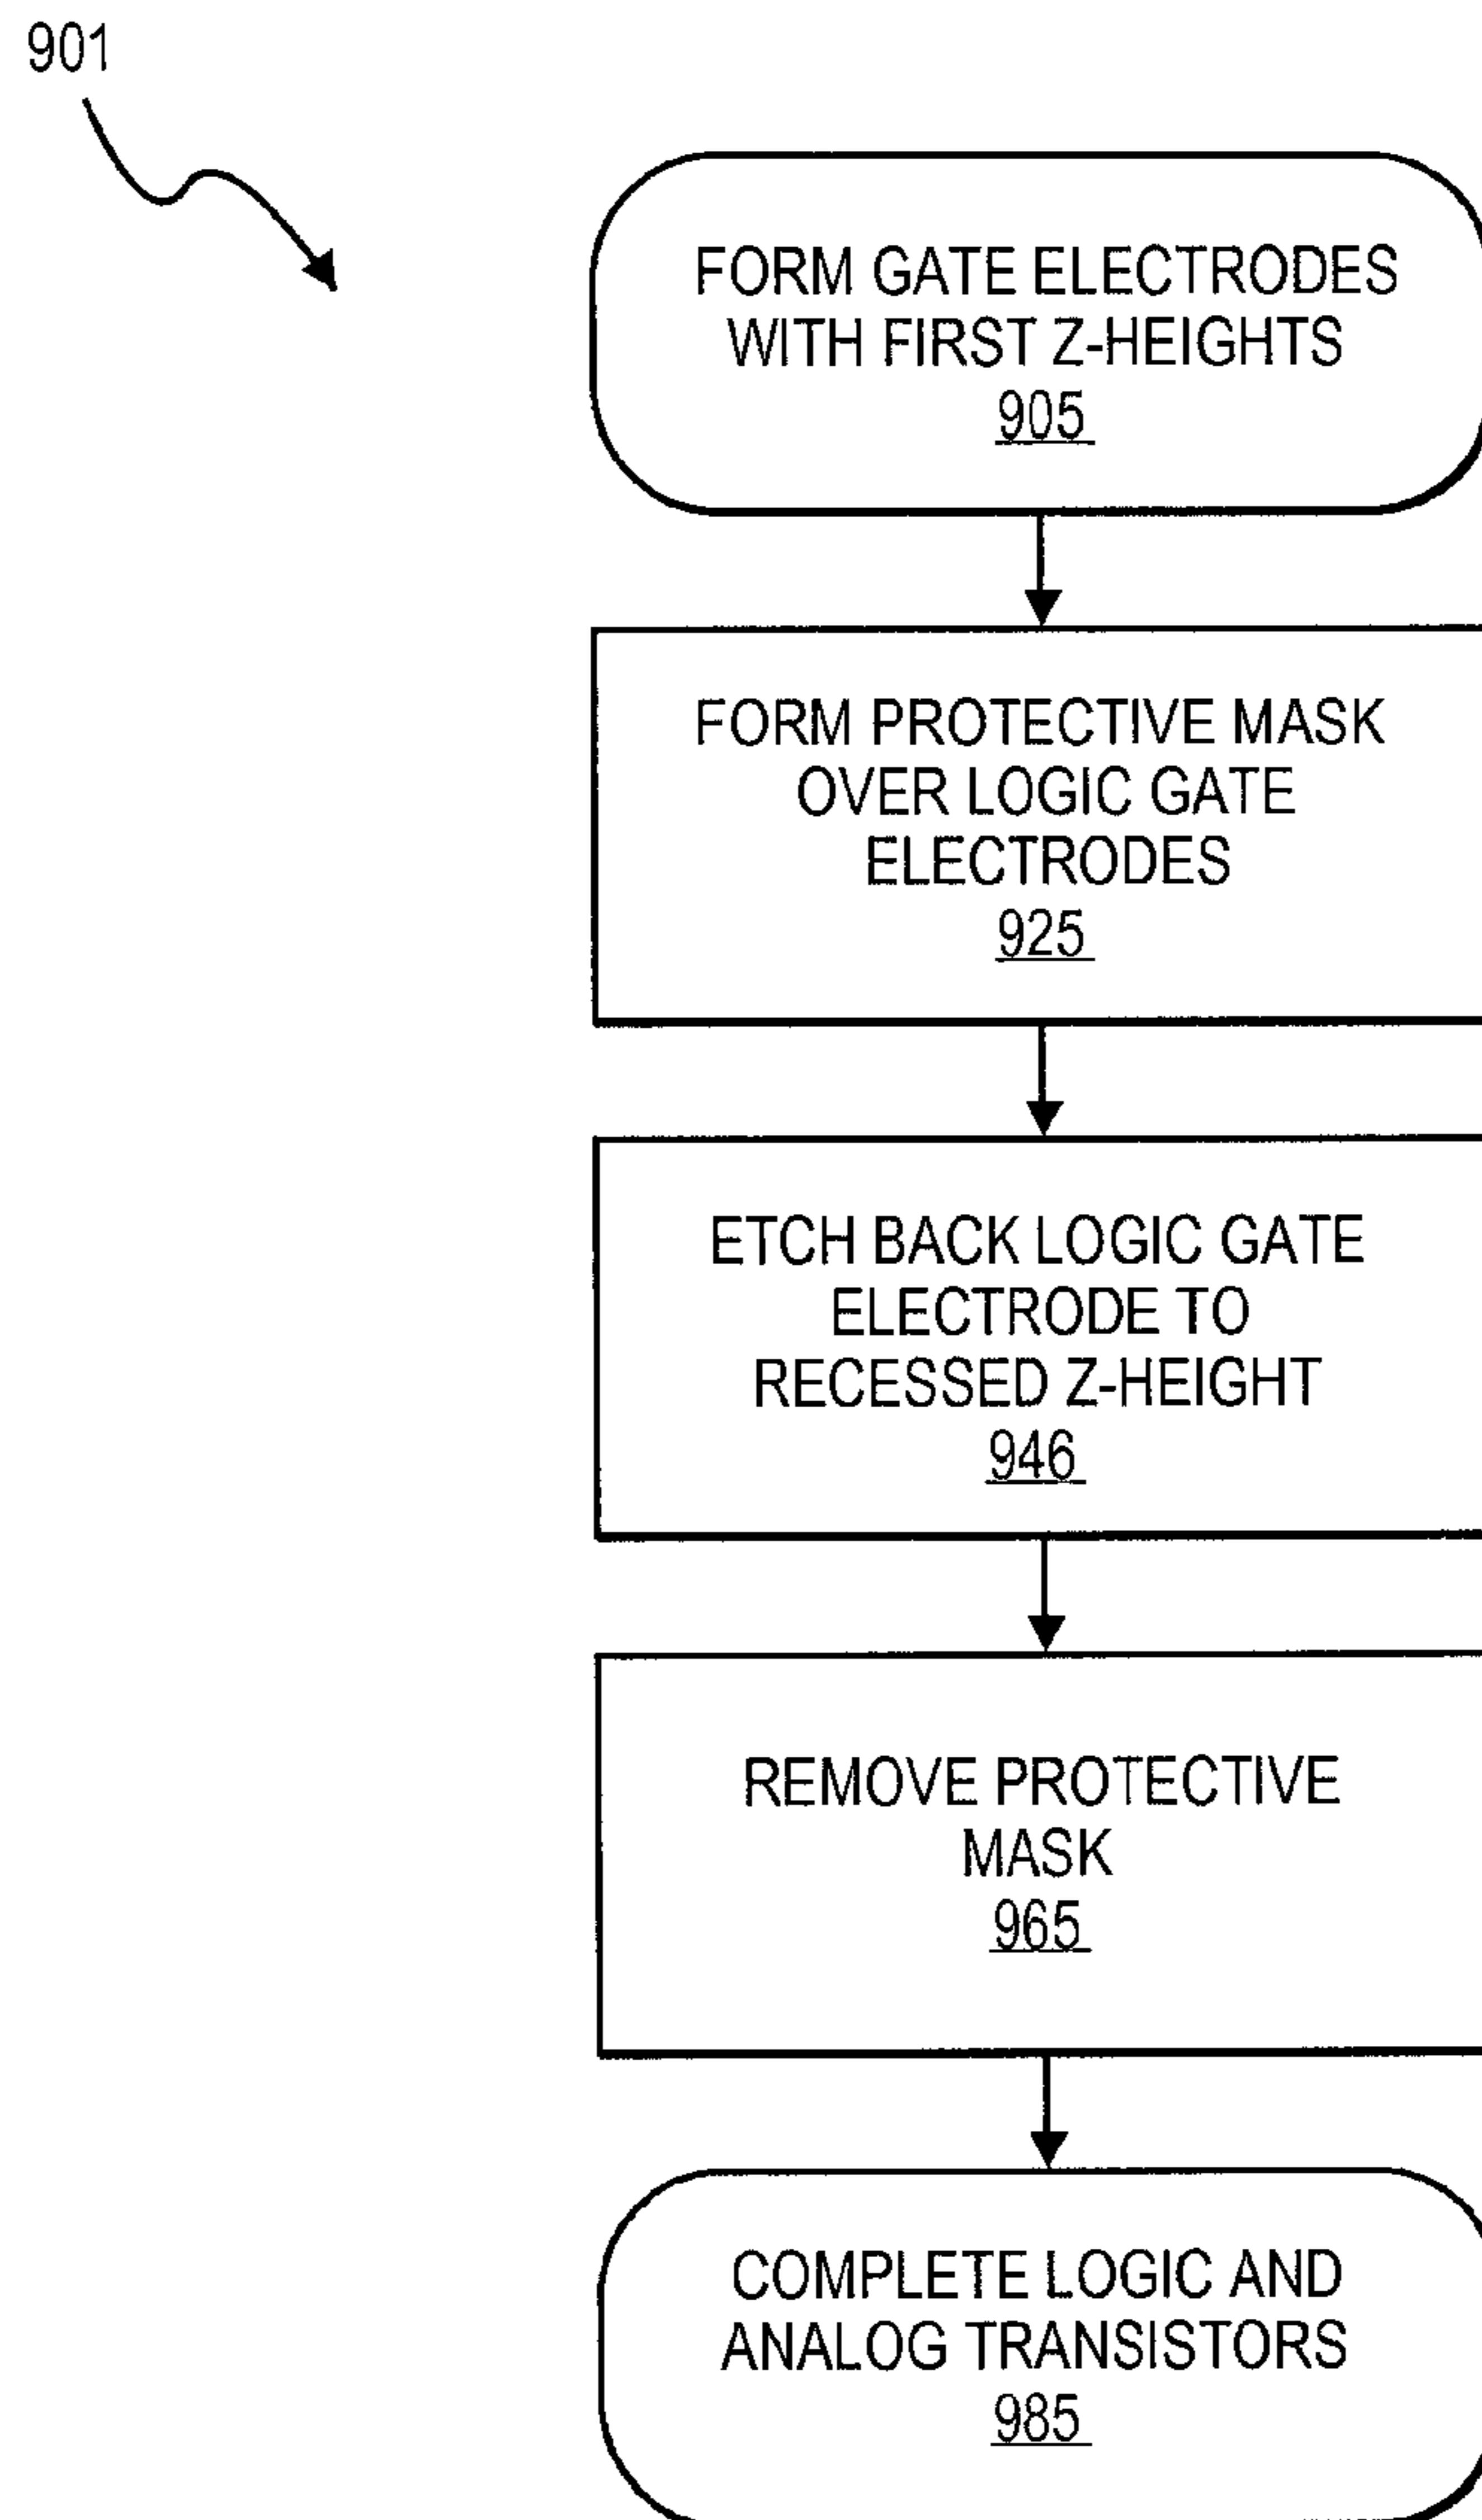 901
FORM GATE ELECTRODES
WITH FIRST Z-HEIGHTS
905
FORM PROTECTIVE MASK
OVER LOGIC GATE
ELECTRODES
925
ETCH BACK LOGIC GATE
ELECTRODE TO
RECESSED Z-HEIGHT
946
REMOVE PROTECTIVE
MASK
965
COMPLETE LOGIC AND
ANALOG TRANSISTORS
985